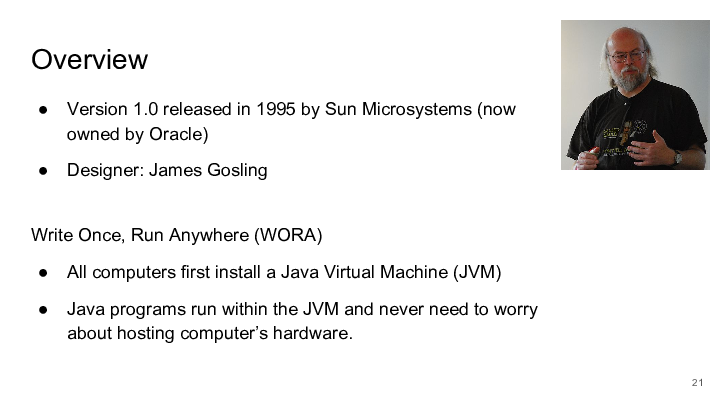 Overview
● Version 1.0 released in 1995 by Sun Microsystems (now
owned by Oracle)
● Designer: James Gosling
Write Once, Run Anywhere (WORA)
● All computers first install a Java Virtual Machine (JVM)
● Java programs run within the JVM and never need to worry
about hosting computer’s hardware.
21